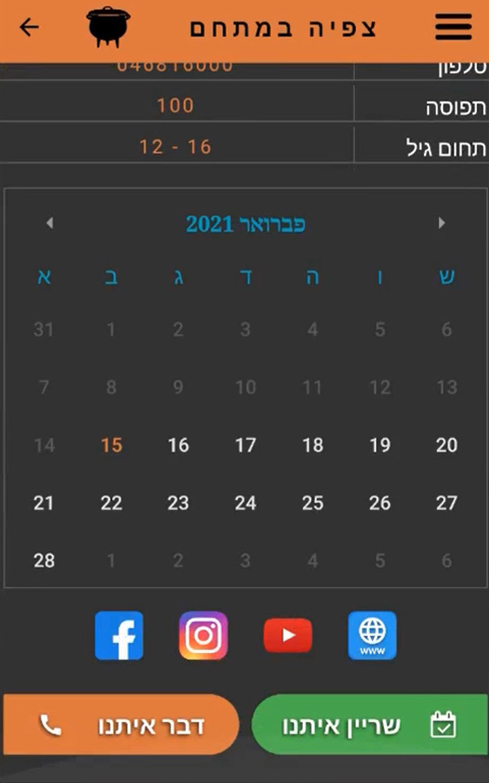 צפיה במתחם
טלפון 046816000
תפוסה 100
תחום גיל 12 - 16
פברואר 2021
א ב ג ד ה ו ש
31 1 2 3 4 5 6
7 8 9 10 11 12 13
14 15 16 17 18 19 20
21 22 23 24 25 26 27
28 1 2 3 4 5 6
www
שריין איתנו
דבר איתנו